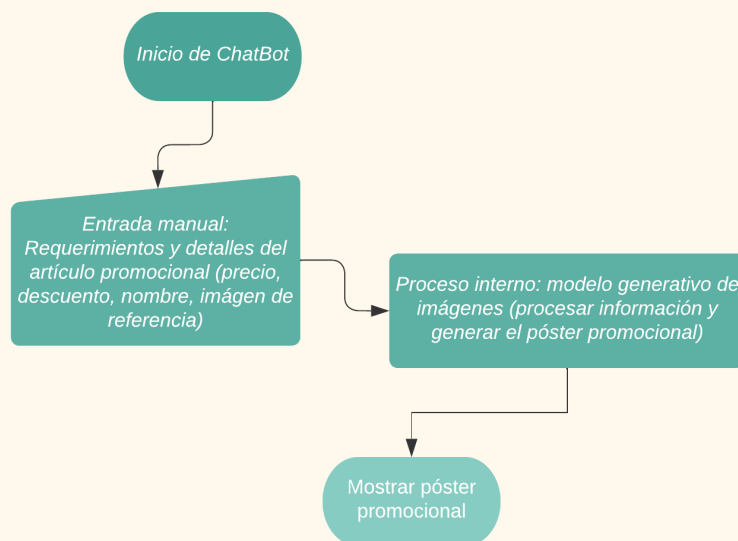 Inicio de ChatBot
Entrada manual:
Requerimientos y detalles del
artículo promocional (precio,
descuento, nombre, imágen de
referencia)
Proceso interno: modelo generativo de
imágenes (procesar información y
generar el póster promocional)
Mostrar póster
promocional